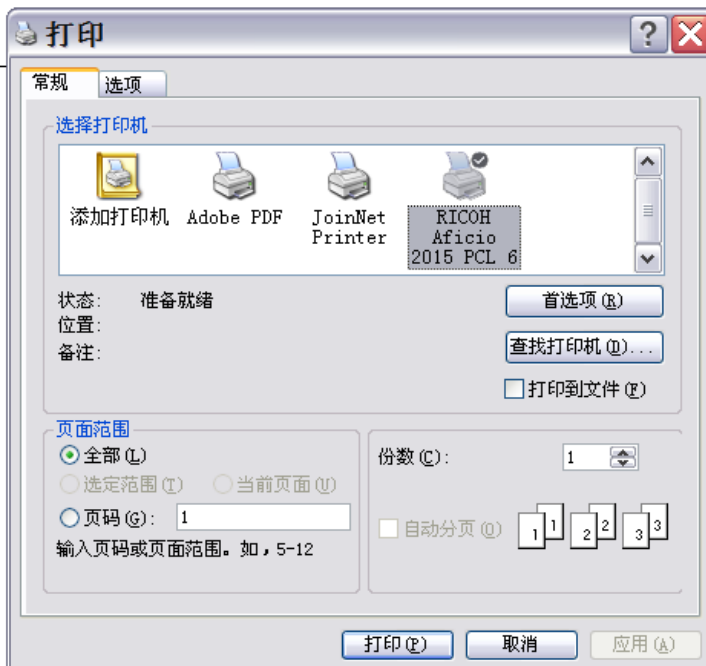 打印
常规 选项
选择打印机
添加打印机 Adobe PDF JoinNet Printer RICOH Aficio 2015 PCL 6
状态: 准备就绪
首选项(R)
位置:
查找打印机(D)...
备注:
打印到文件(F)
页面范围
全部(L)
选定范围(T) 当前页面(U)
页码(G): 1
输入页码或页面范围。如,5-12
份数(C): 1
自动分页(O)
1 1 2 2 3 3
打印(P) 取消 应用(A)